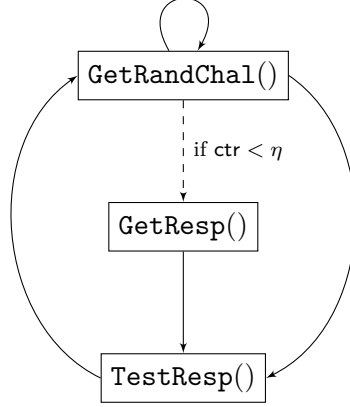 GetRandChal()
if ctr < η
GetResp()
TestResp()